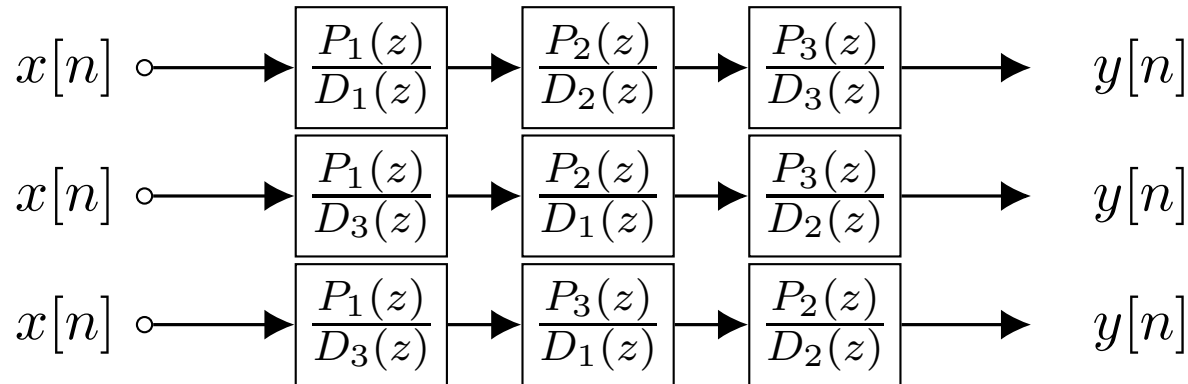 x[n] P₁(z)/D₁(z) P₂(z)/D₂(z) P₃(z)/D₃(z) y[n]
x[n] P₁(z)/D₃(z) P₂(z)/D₁(z) P₃(z)/D₂(z) y[n]
x[n] P₁(z)/D₃(z) P₃(z)/D₁(z) P₂(z)/D₂(z) y[n]